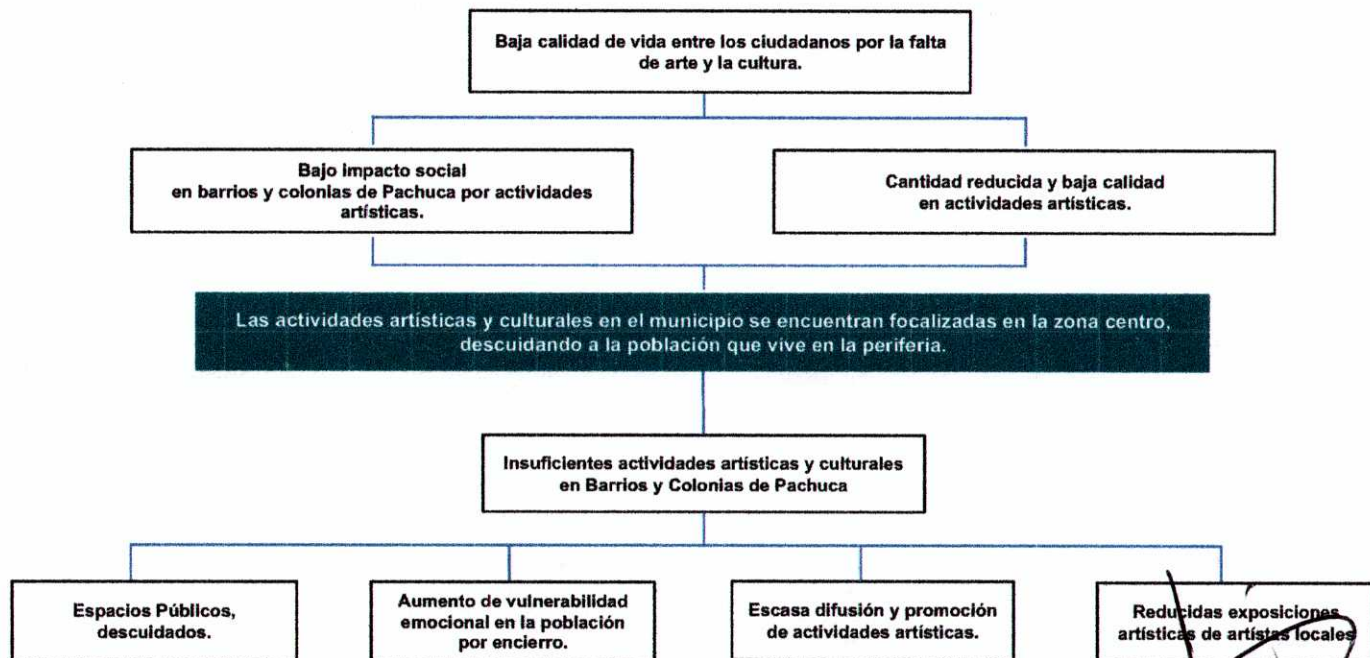 Baja calidad de vida entre los ciudadanos por la falta
de arte y la cultura.
Bajo impacto social
en barrios y colonias de Pachuca por actividades
artísticas.
Cantidad reducida y baja calidad
en actividades artísticas.
Las actividades artísticas y culturales en el municipio se encuentran focalizadas en la zona centro,
descuidando a la población que vive en la periferia.
Insuficientes actividades artísticas y culturales
en Barrios y Colonias de Pachuca
Espacios Públicos,
descuidados.
Aumento de vulnerabilidad
emocional en la población
por encierro.
Escasa difusión y promoción
de actividades artísticas.
Reducidas exposiciones
artísticas de artístas locales